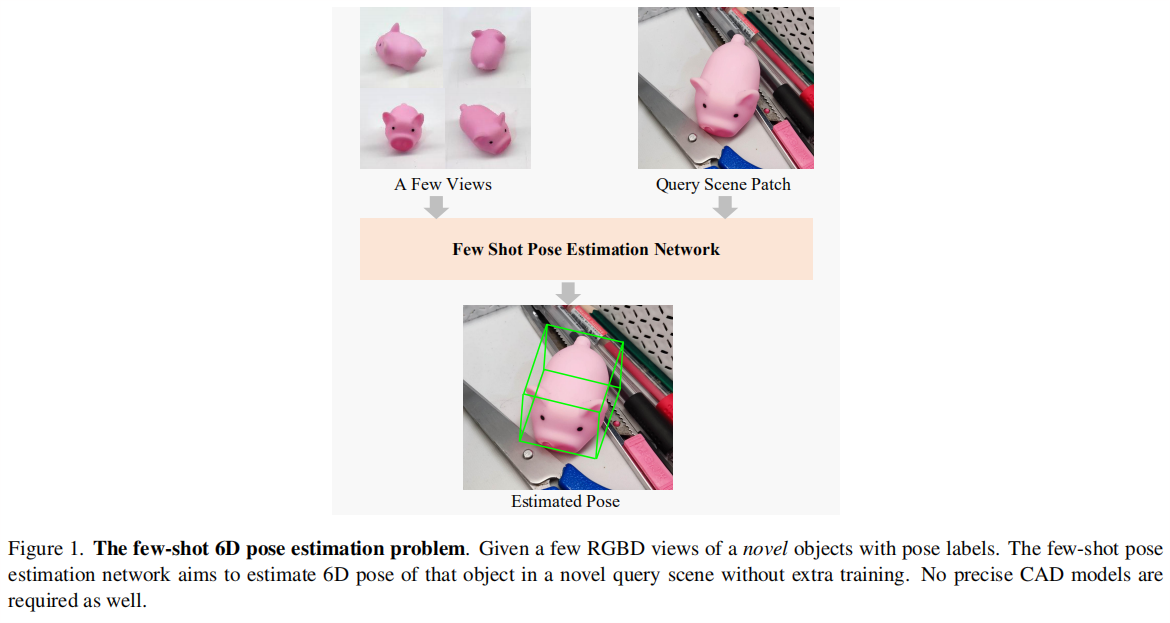 A Few Views
Query Scene Patch
Few Shot Pose Estimation Network
Estimated Pose
Figure 1. The few-shot 6D pose estimation problem. Given a few RGBD views of a novel objects with pose labels. The few-shot pose
estimation network aims to estimate 6D pose of that object in a novel query scene without extra training. No precise CAD models are
required as well.